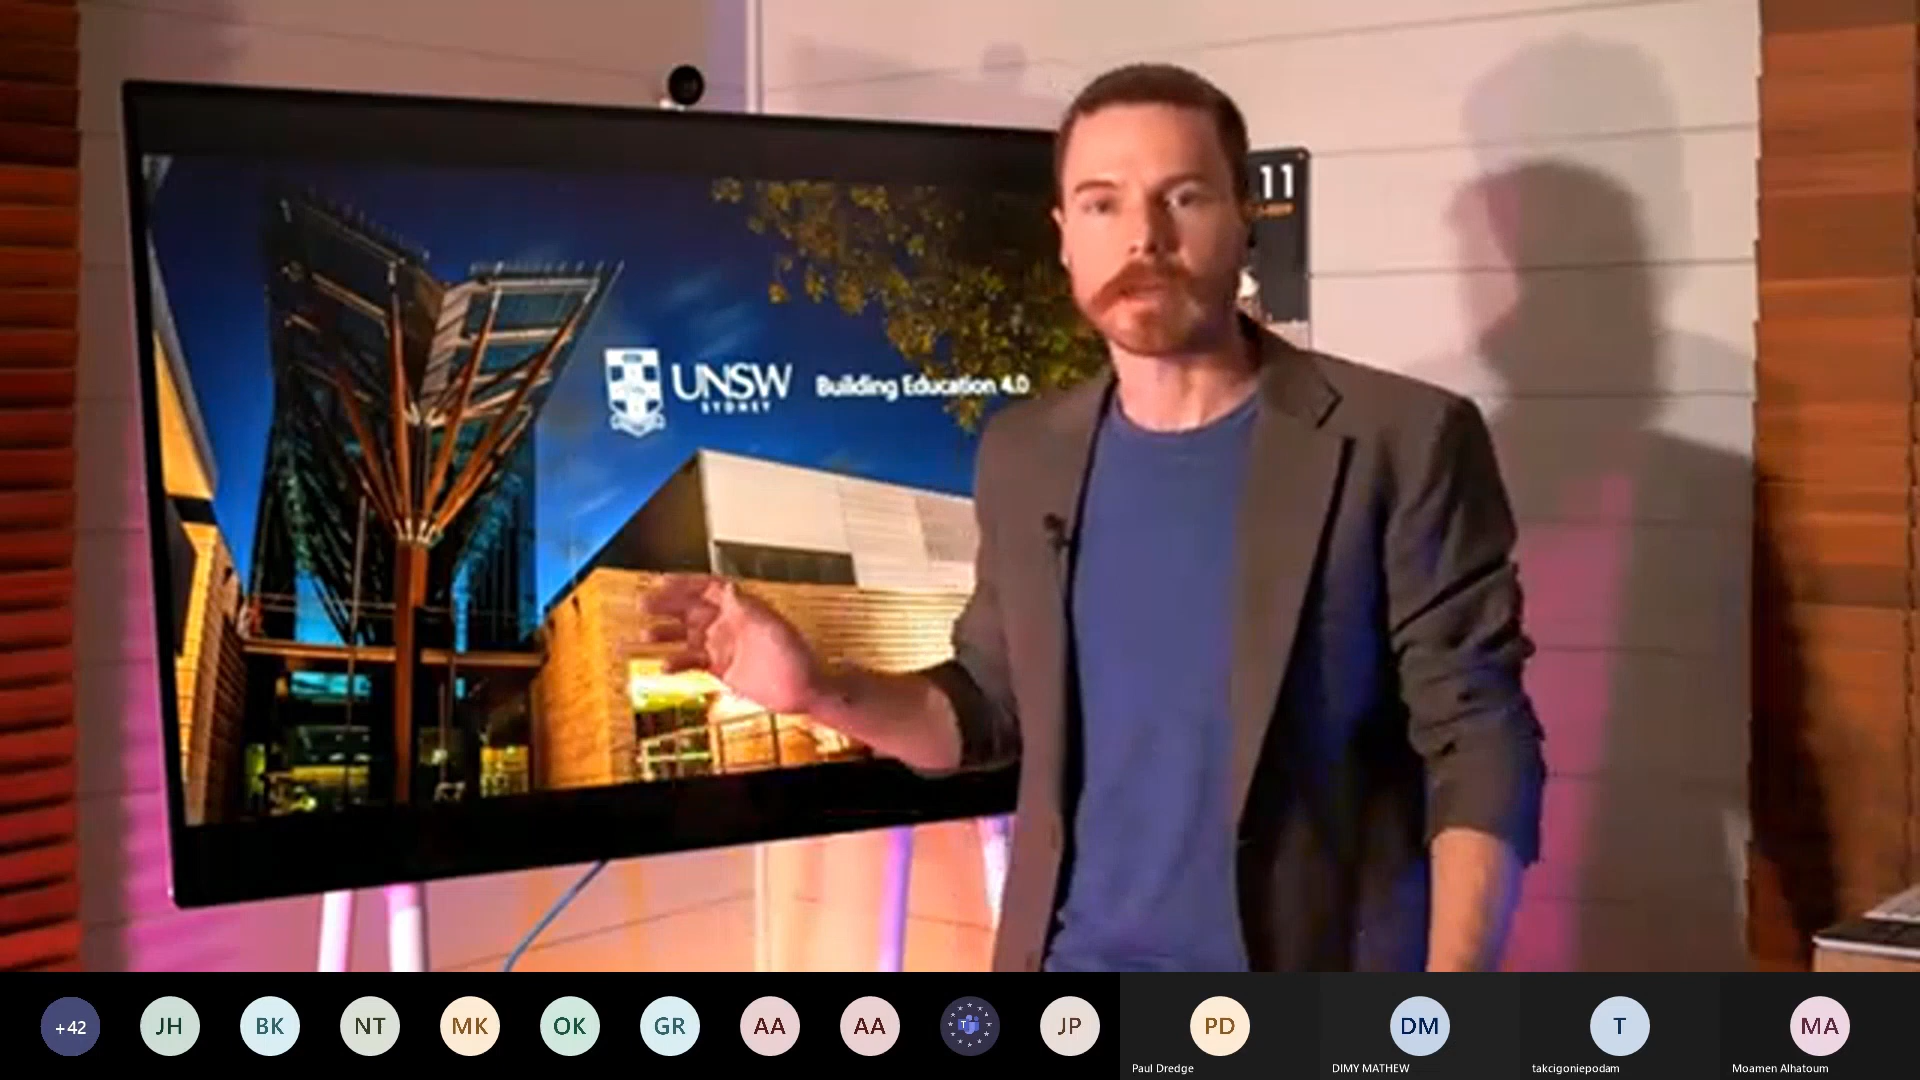 11
UNSW
SYDNEY
Building Education 4.0
+42
JH
BK
NT
MK
OK
GR
AA
AA
T
JP
PD
DM
T
MA
Paul Dredge
DIMY MATHEW
takcigoniepodam
Moamen Alhatoum